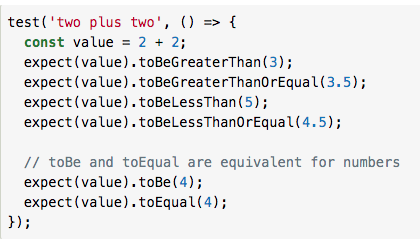 test('two plus two', () => {
  const value = 2 + 2;
  expect(value).toBeGreaterThan(3);
  expect(value).toBeGreaterThanOrEqual(3.5);
  expect(value).toBeLessThan(5);
  expect(value).toBeLessThanOrEqual(4.5);

  // toBe and toEqual are equivalent for numbers
  expect(value).toBe(4);
  expect(value).toEqual(4);
});